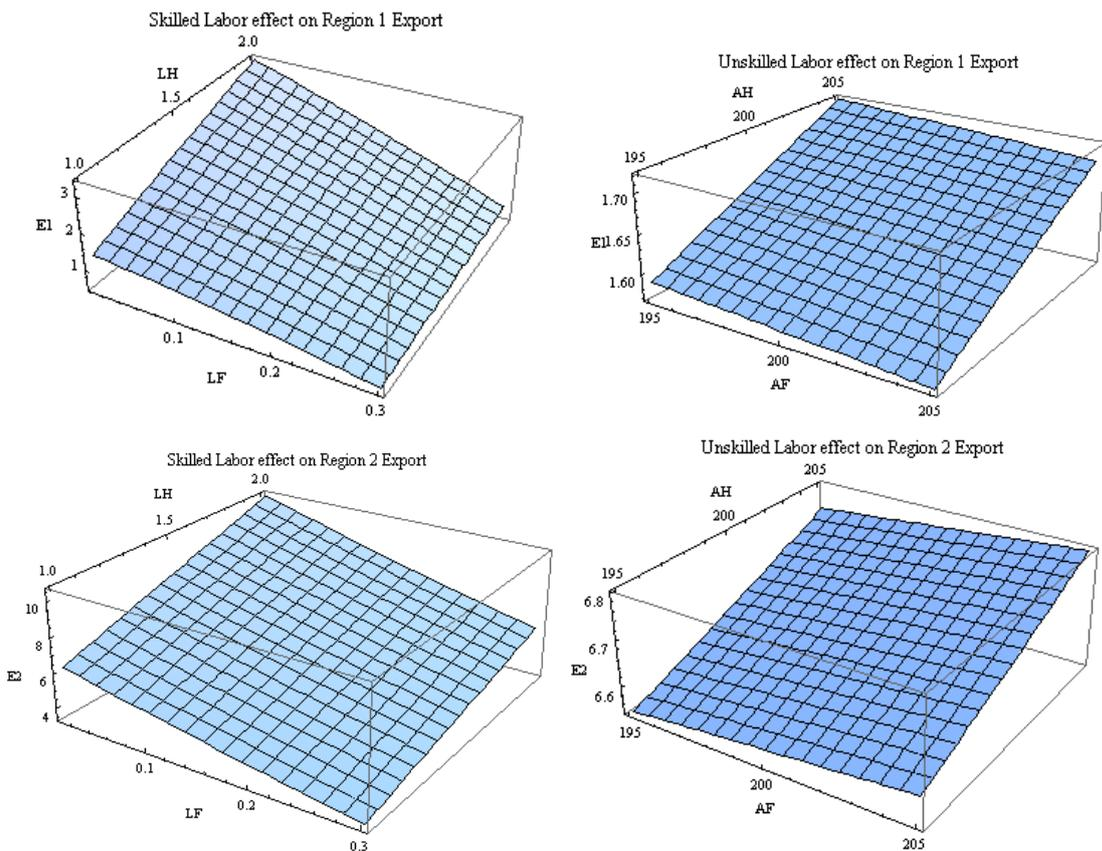 Skilled Labor effect on Region 1 Export
2.0
LH
1.5
1.0
3
E1
2
1
0.1
LF
0.2
0.3
Unskilled Labor effect on Region 1 Export
205
AH
200
195
1.70
E1 1.65
1.60
195
200
AF
205
Skilled Labor effect on Region 2 Export
2.0
LH
1.5
1.0
10
8
E2
6
4
0.1
LF
0.2
0.3
Unskilled Labor effect on Region 2 Export
205
AH
200
195
6.8
6.7
E2
6.6
195
200
AF
205